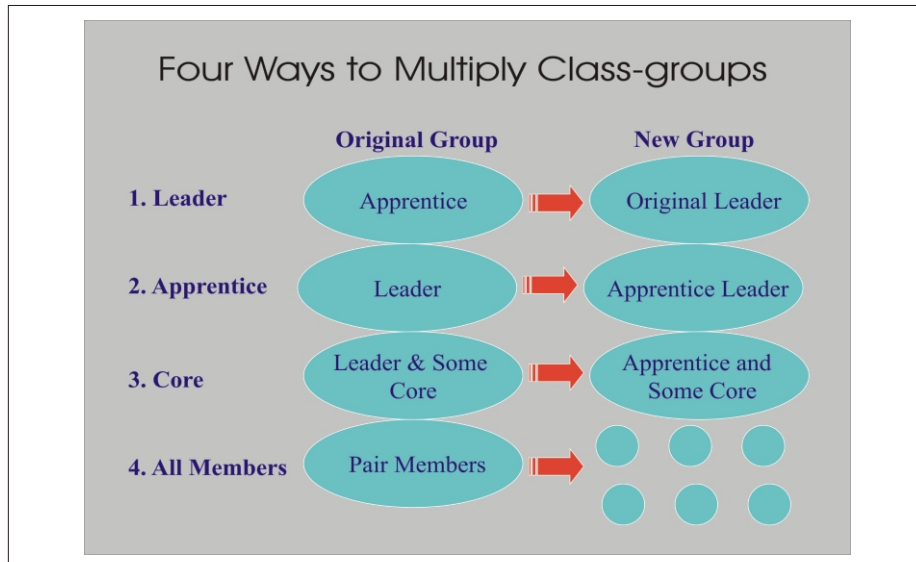 Four Ways to Multiply Class-groups
Original Group New Group
1. Leader Apprentice Original Leader
2. Apprentice Leader Apprentice Leader
3. Core Leader & Some Core Apprentice and Some Core
4. All Members Pair Members